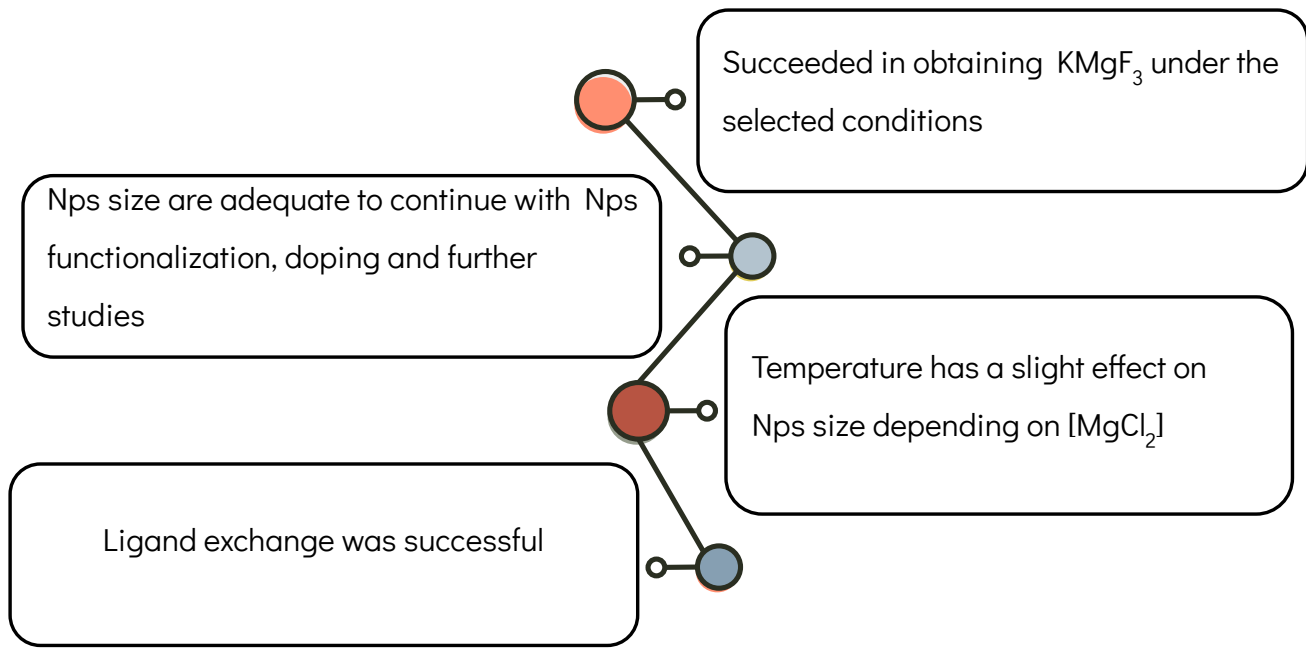 Succeeded in obtaining KMgF₃ under the
selected conditions
Nps size are adequate to continue with Nps
functionalization, doping and further
studies
Temperature has a slight effect on
Nps size depending on [MgCl₂]
Ligand exchange was successful